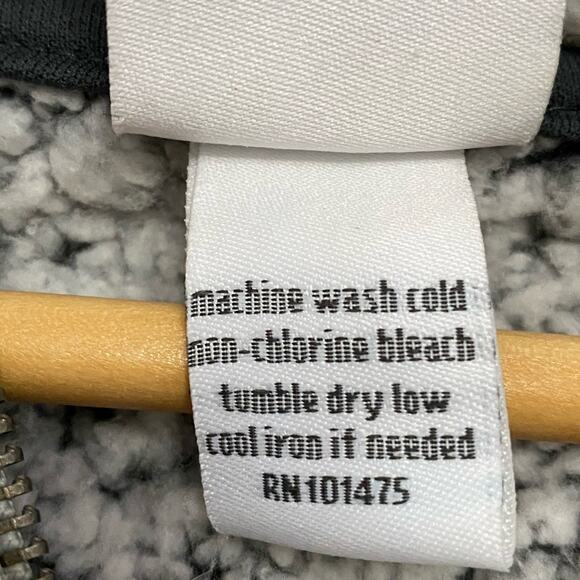 machine wash cold
non-chlorine bleach
tumble dry low
cool iron if needed
RN101475